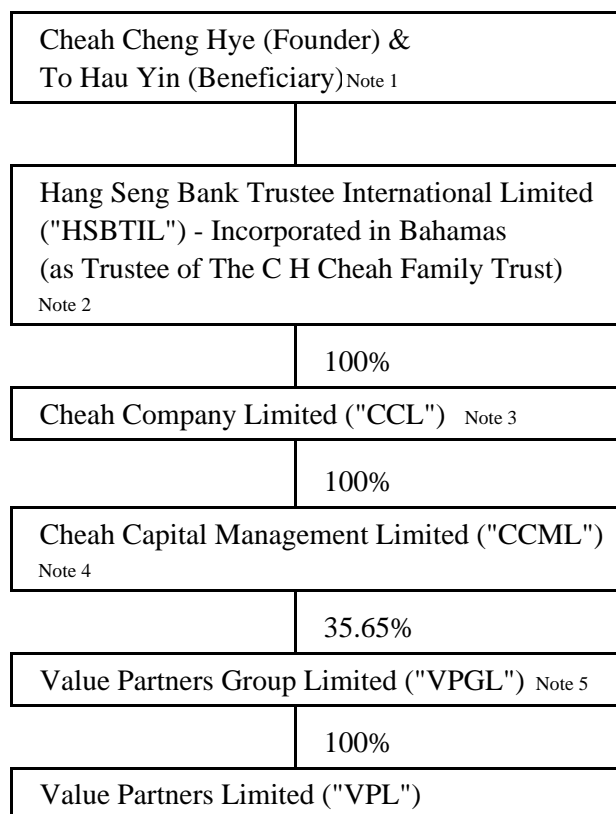 Cheah Cheng Hye (Founder) &
To Hau Yin (Beneficiary) Note 1
Hang Seng Bank Trustee International Limited
("HSBTIL") - Incorporated in Bahamas
(as Trustee of The C H Cheah Family Trust)
Note 2
100%
Cheah Company Limited ("CCL") Note 3
100%
Cheah Capital Management Limited ("CCML")
Note 4
35.65%
Value Partners Group Limited ("VPGL") Note 5
100%
Value Partners Limited ("VPL")